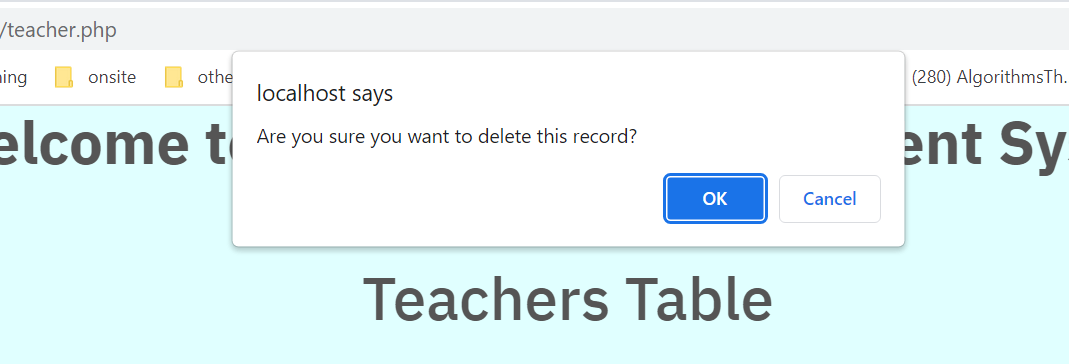 /teacher.php
ning onsite othe (280) AlgorithmsTh...
localhost says
Are you sure you want to delete this record?
OK Cancel
elcome to ent Sys
Teachers Table